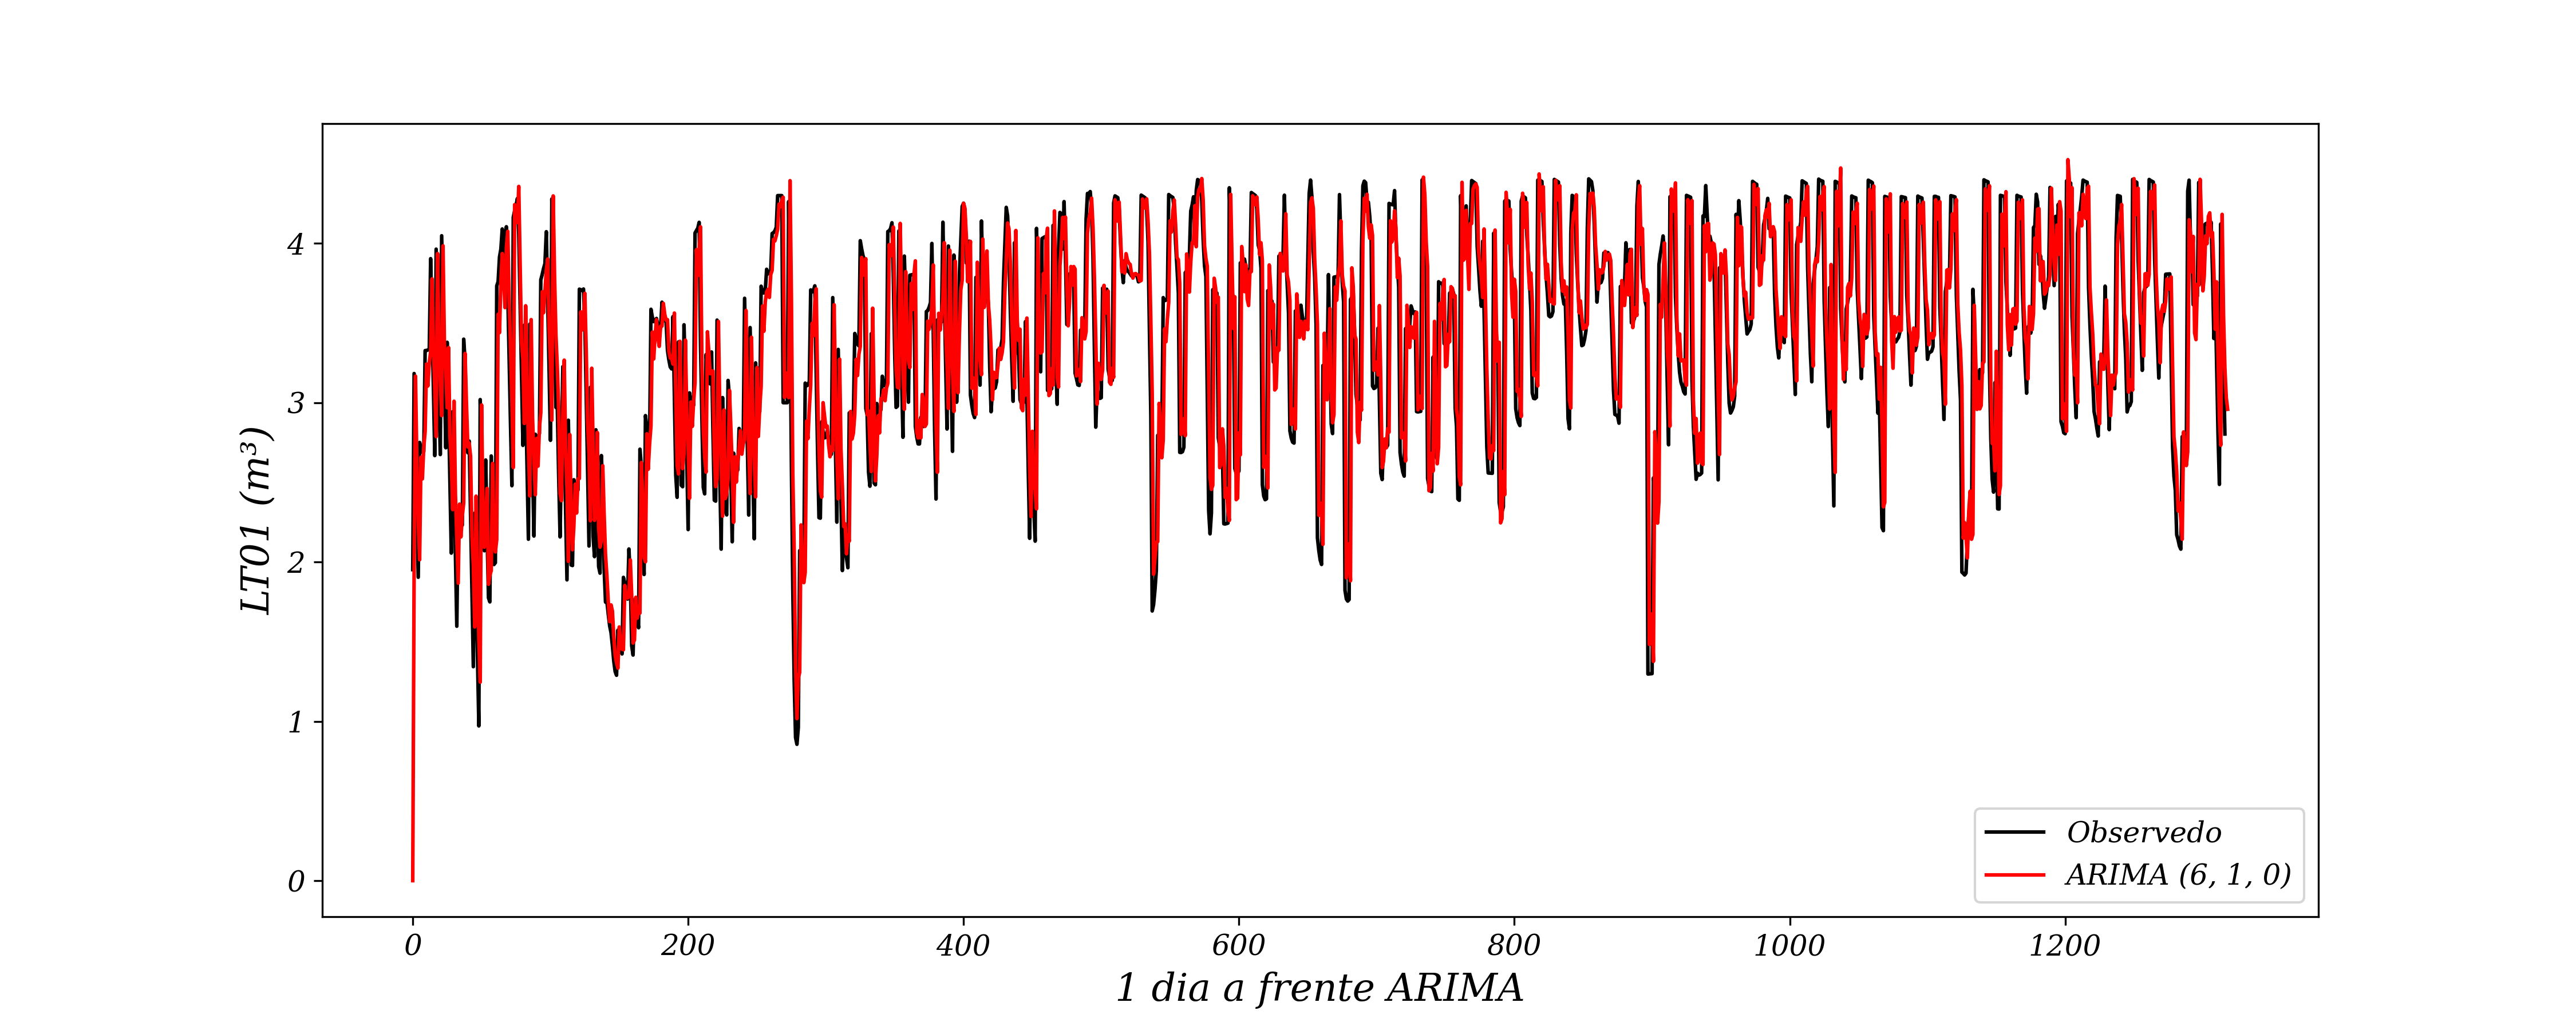 LT01 (m³)
4
3
2
1
0
0 200 400 600 800 1000 1200
1 dia a frente ARIMA
Observedo
ARIMA (6, 1, 0)